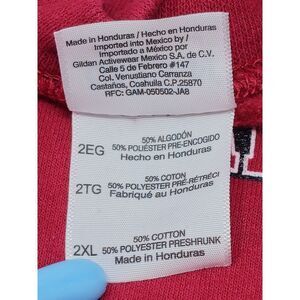 Made in Honduras / Hecho en Honduras
Imported into Mexico by /
Importado a México por
Gildan Activewear Mexico S.A. de C.V.
Calle 5 de Febrero #147
Col. Venustiano Carranza
Castaños, Coahuila C.P. 25870
RFC: GAM-050502-JA8
50% ALGODÓN
2EG 50% POLIÉSTER PRE-ENCOGIDO
Hecho en Honduras
50% COTON
2TG 50% POLYESTER PRÉ-RÉTRÉCI
Fabriqué au Honduras
50% COTTON
2XL 50% POLYESTER PRESHRUNK
Made in Honduras